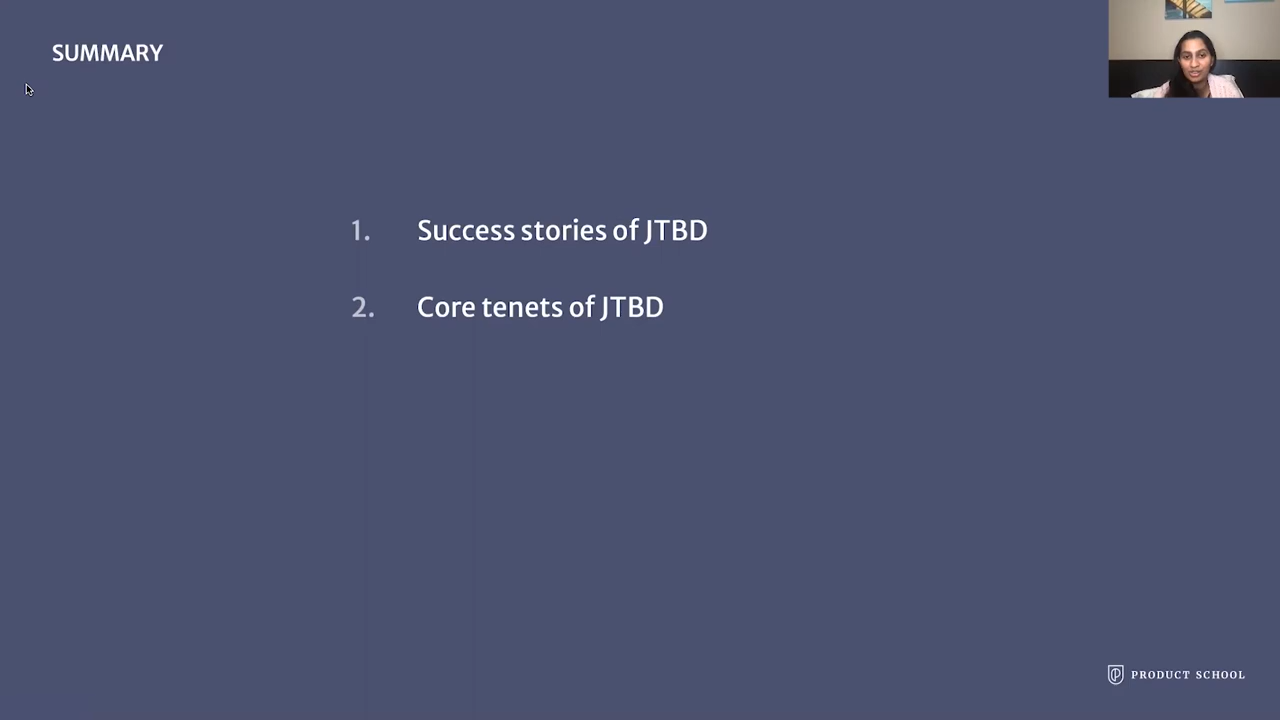 SUMMARY
1. Success stories of JTBD
2. Core tenets of JTBD
PRODUCT SCHOOL